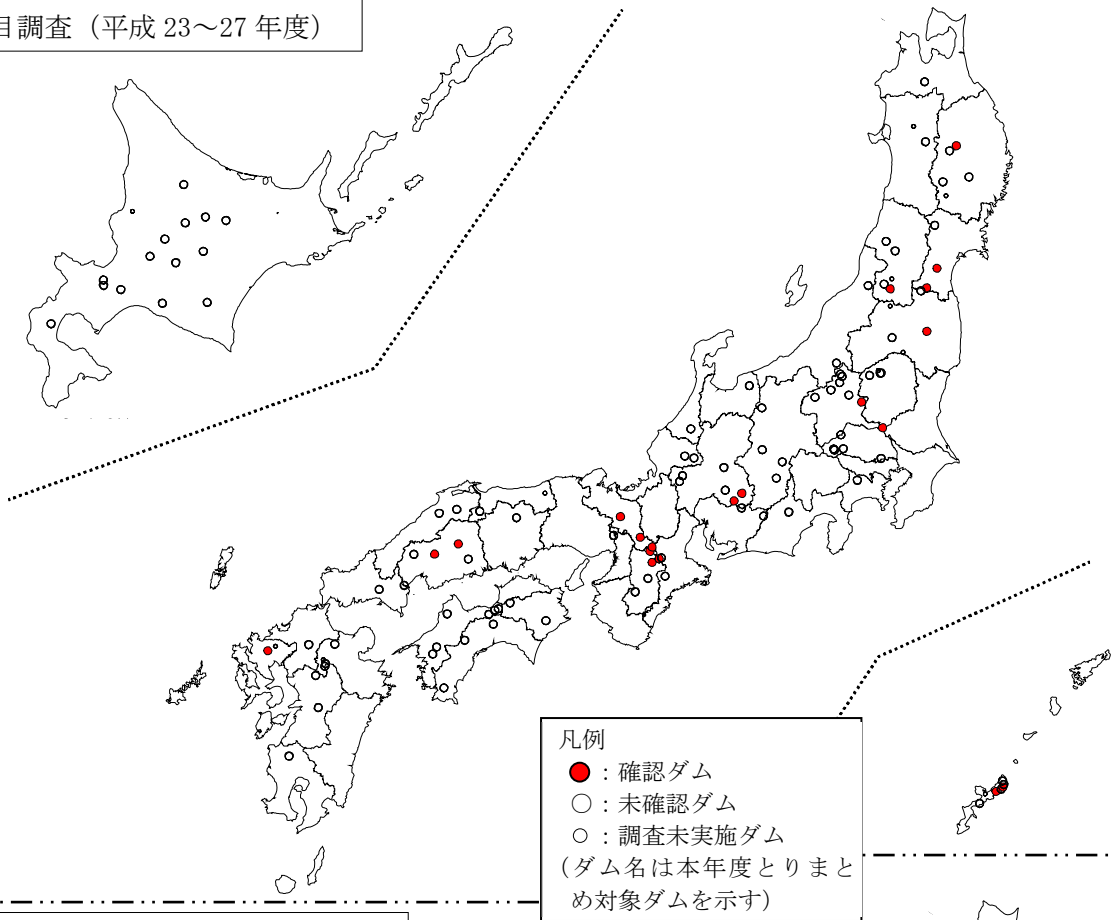 目調査（平成 23～27 年度）
凡例
：確認ダム
○：未確認ダム
○：調査未実施ダム
（ダム名は本年度とりまと
め対象ダムを示す）